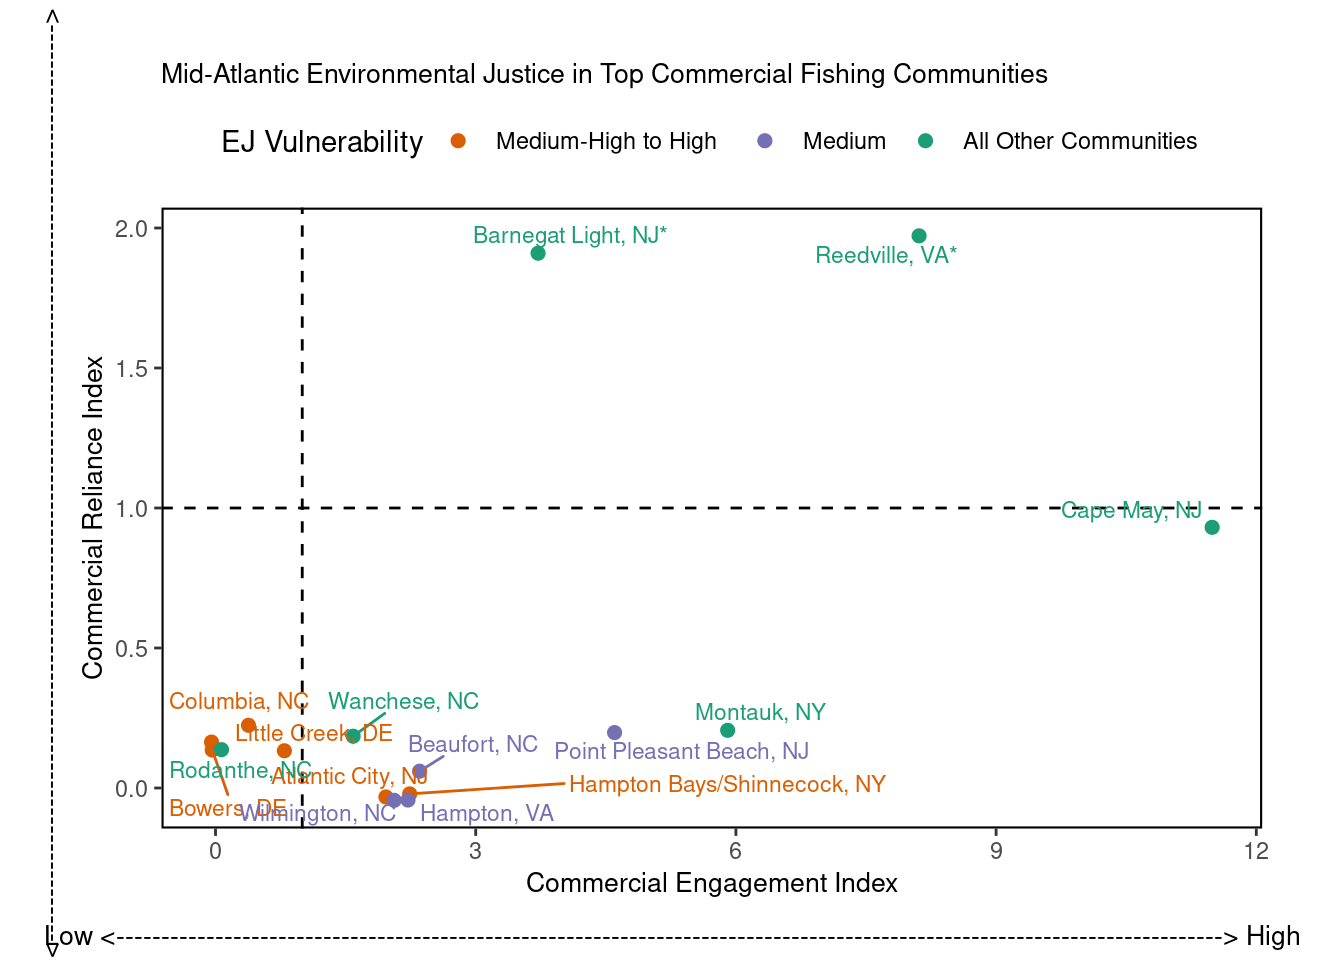 Mid-Atlantic Environmental Justice in Top Commercial Fishing Communities
EJ Vulnerability Medium-High to High Medium All Other Communities
2.0
1.5
1.0
0.5
0.0
Commercial Reliance Index
Barnegat Light, NJ*
Reedville, VA*
Cape May, NJ
Columbia, NC
Wanchese, NC
Montauk, NY
Little Creek, DE
Beaufort, NC
Point Pleasant Beach, NJ
Rodanthe, NC
Atlantic City, NJ
Hampton Bays/Shinnecock, NY
Bowers, DE
Wilmington, NC
Hampton, VA
0 3 6 9 12
Commercial Engagement Index
Low <--> High